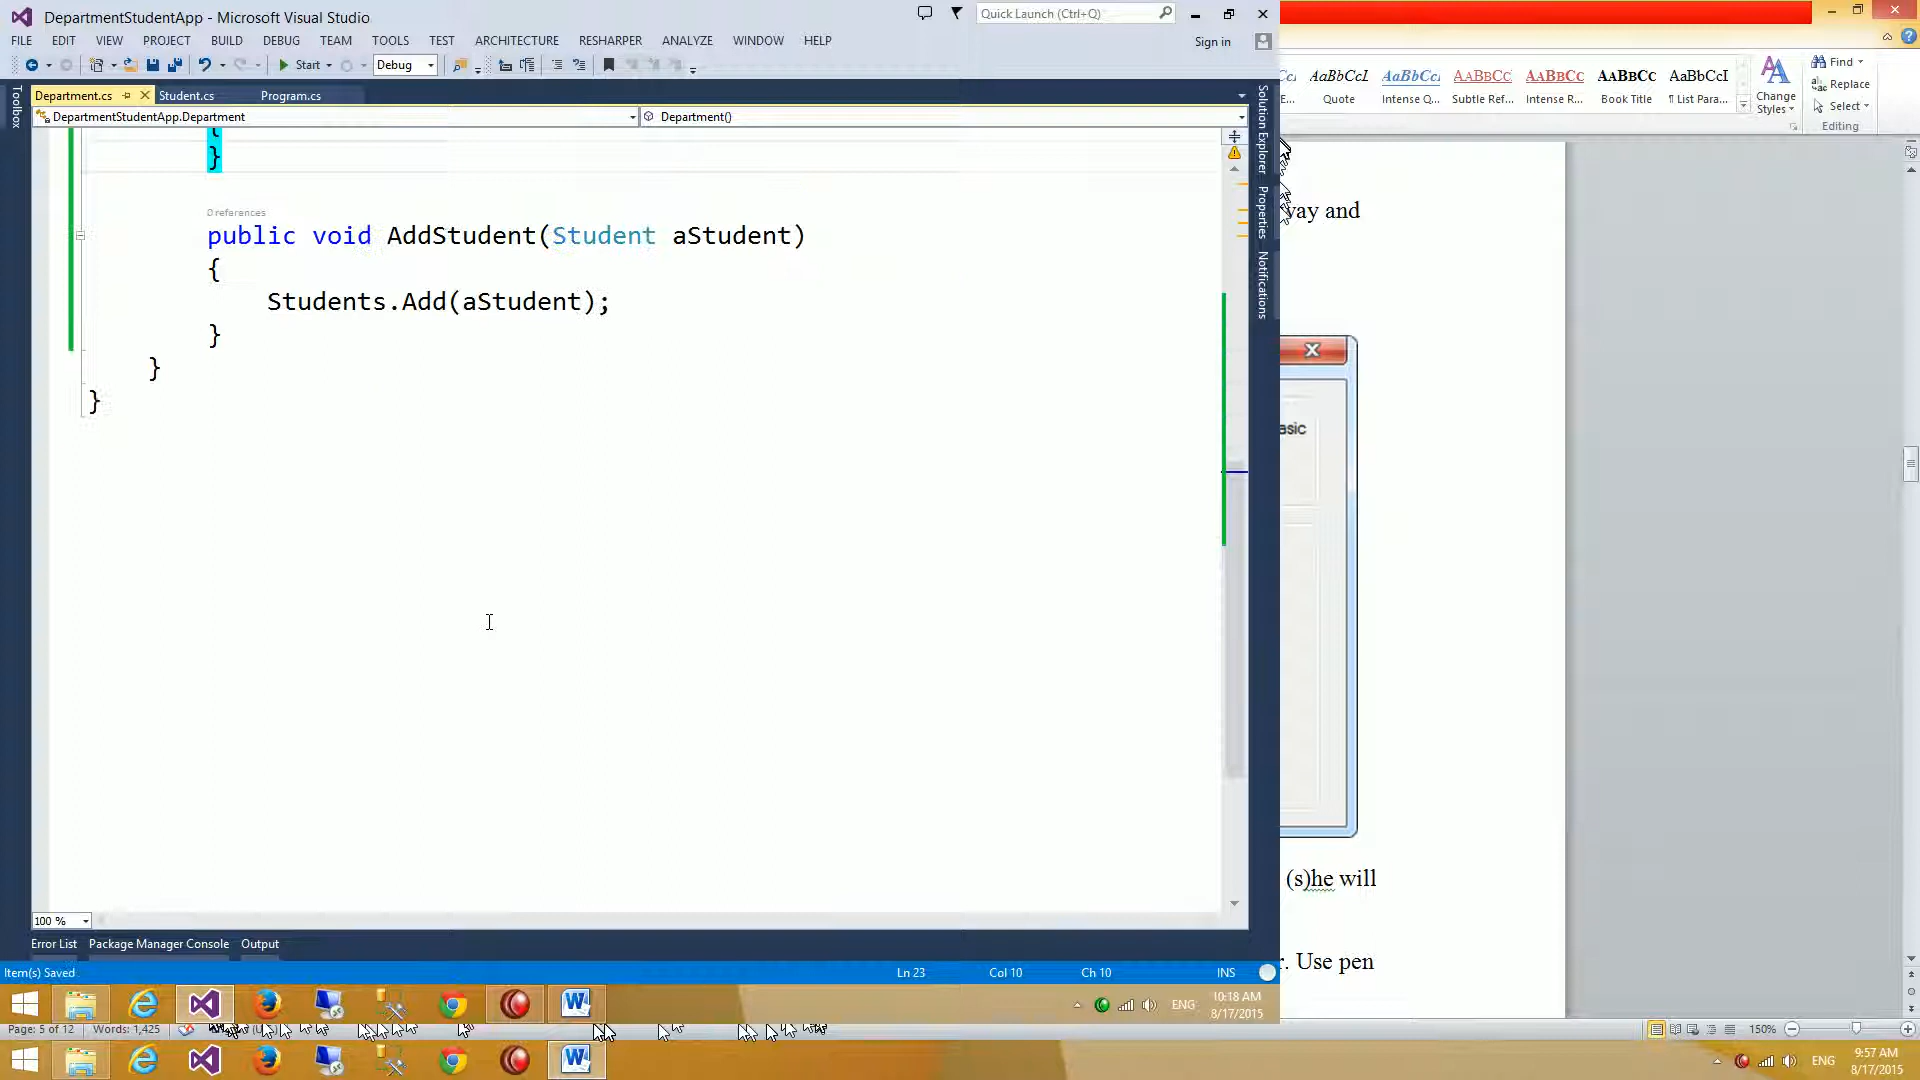 DepartmentStudentApp - Microsoft Visual Studio
Quick Launch (Ctrl+Q)
FILE EDIT VIEW PROJECT BUILD DEBUG TEAM TOOLS TEST ARCHITECTURE RESHARPER ANALYZE WINDOW HELP
Sign in
Start
Debug
Department.cs
Student.cs
Program.cs
DepartmentStudentApp.Department
Department()
Toolbox
Solution Explorer
Properties
Notifications
{
}
0 references
public void AddStudent(Student aStudent)
{
Students.Add(aStudent);
}
}
}
100 %
Error List Package Manager Console Output
Item(s) Saved
Ln 23
Col 10
Ch 10
INS
ENG
10:18 AM
8/17/2015
AaBbCcI AaBbCcI AABBCC AABBCC AABBCC AaBbCcI
E... Quote Intense Q... Subtle Ref... Intense R... Book Title ¶ List Para...
Change
Styles
Find
Replace
Select
Editing
way and
asic
(s)he will
r. Use pen
Page: 5 of 12
Words: 1,425
150%
ENG
9:57 AM
8/17/2015